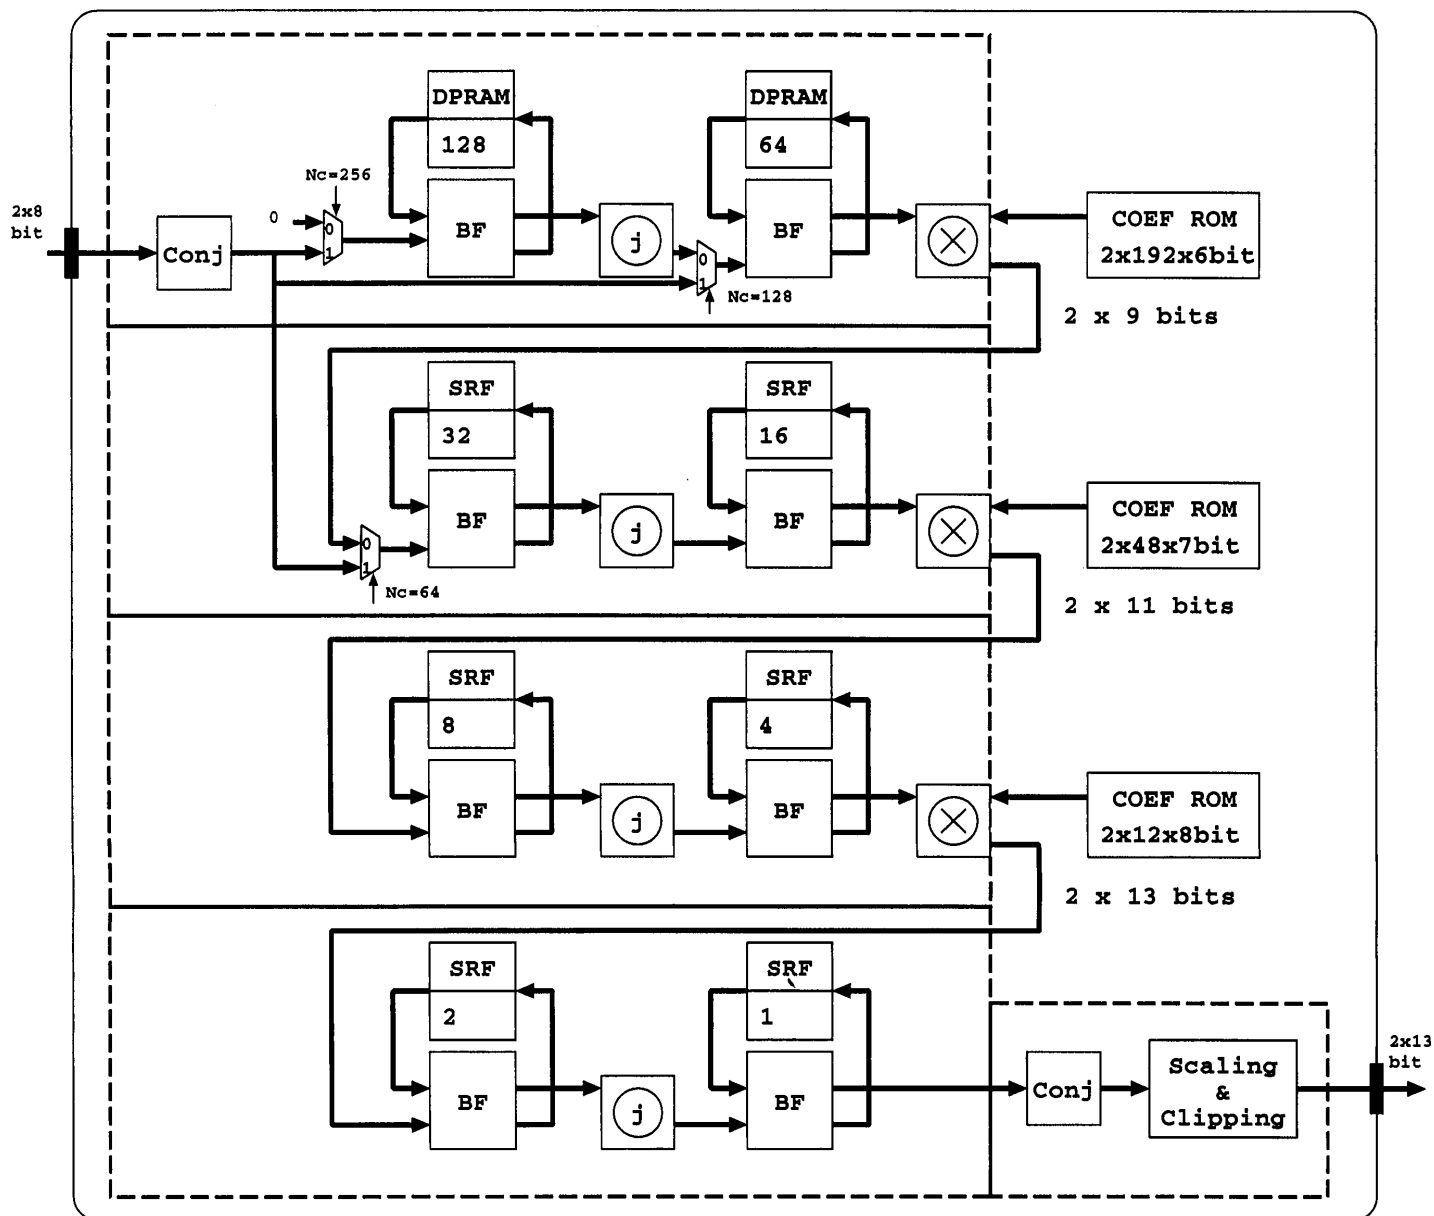 DPRAM
128
DPRAM
64
Nc=256
2x8
bit
0
0
1
Conj
BF
j
0
1
Nc=128
BF
COEF ROM
2x192x6bit
2 x 9 bits
SRF
32
SRF
16
BF
j
BF
COEF ROM
2x48x7bit
0
1
Nc=64
2 x 11 bits
SRF
8
SRF
4
BF
j
BF
COEF ROM
2x12x8bit
2 x 13 bits
SRF
2
SRF
1
BF
j
BF
Conj
Scaling
&
Clipping
2x13
bit